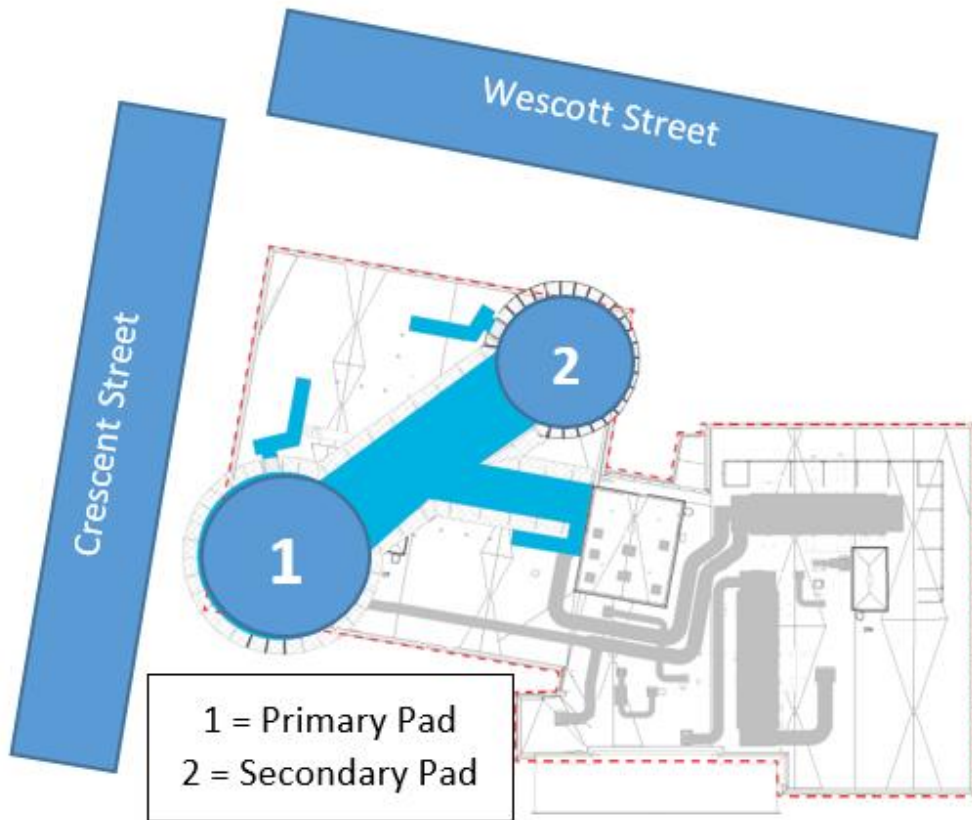 Wescott Street
Crescent Street
2
1
1 = Primary Pad
2 = Secondary Pad